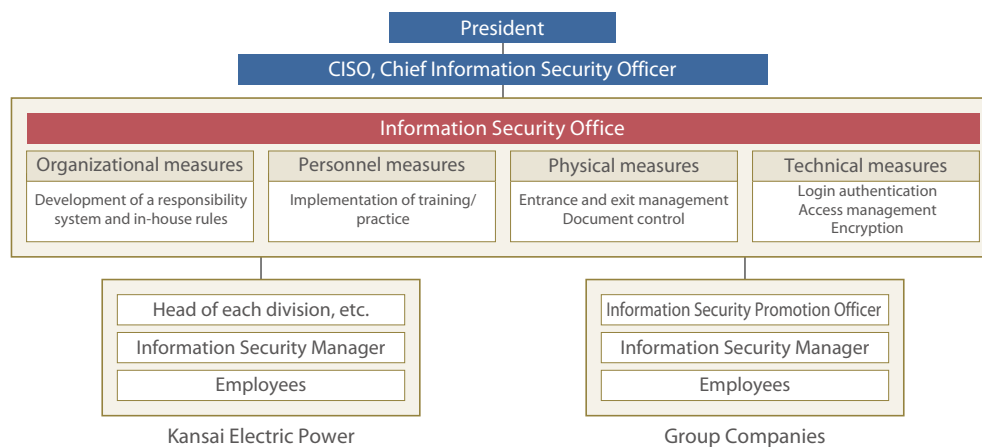 President
CISO, Chief Information Security Officer
Information Security Office
Organizational measures
Development of a responsibility
system and in-house rules
Personnel measures
Implementation of training/
practice
Physical measures
Entrance and exit management
Document control
Technical measures
Login authentication
Access management
Encryption
Head of each division, etc.
Information Security Manager
Employees
Kansai Electric Power
Information Security Promotion Officer
Information Security Manager
Employees
Group Companies